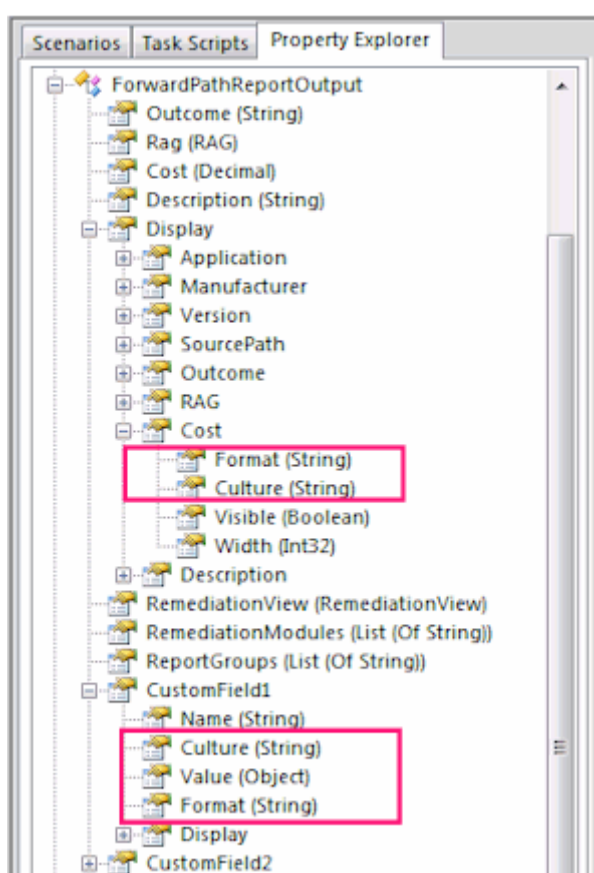 Scenarios Task Scripts Property Explorer
ForwardPathReportOutput
Outcome (String)
Rag (RAG)
Cost (Decimal)
Description (String)
Display
Application
Manufacturer
Version
SourcePath
Outcome
RAG
Cost
Format (String)
Culture (String)
Visible (Boolean)
Width (Int32)
Description
RemediationView (RemediationView)
RemediationModules (List (Of String))
ReportGroups (List (Of String))
CustomField1
Name (String)
Culture (String)
Value (Object)
Format (String)
Display
CustomField2